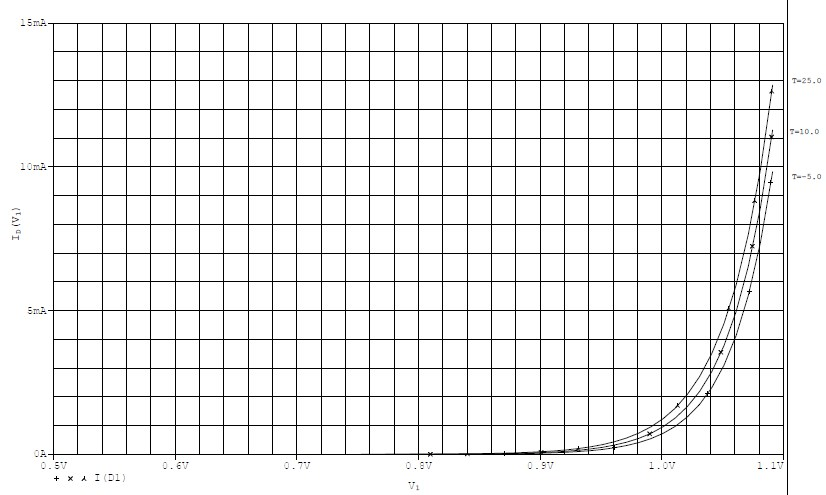 15mA
T=25.0
T=10.0
10mA
T=-5.0
I_D(V_1)
5mA
0A
0.5V 0.6V 0.7V 0.8V 0.9V 1.0V 1.1V
+ × ⋏ I(D1)
V_1